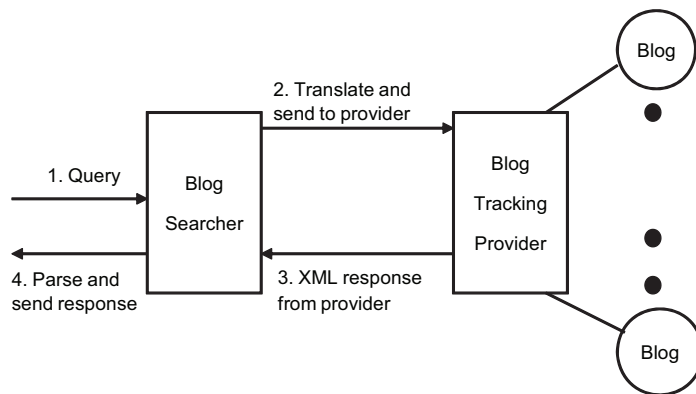 Blog
2. Translate and
send to provider
1. Query
Blog
Searcher
Blog
Tracking
Provider
4. Parse and
send response
3. XML response
from provider
Blog